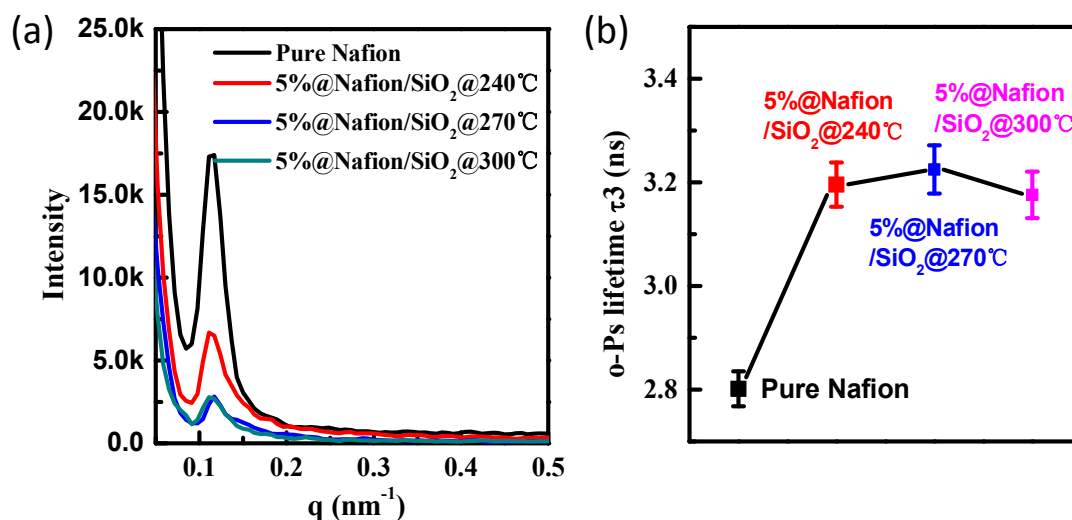 (a)
25.0k
20.0k
15.0k
10.0k
5.0k
0.0
Intensity
0.1
0.2
0.3
0.4
0.5
q (nm⁻¹)
Pure Nafion
5%@Nafion/SiO₂@240℃
5%@Nafion/SiO₂@270℃
5%@Nafion/SiO₂@300℃
(b)
3.4
3.2
3.0
2.8
o-Ps lifetime τ3 (ns)
5%@Nafion
/SiO₂@240℃
5%@Nafion
/SiO₂@300℃
5%@Nafion
/SiO₂@270℃
Pure Nafion